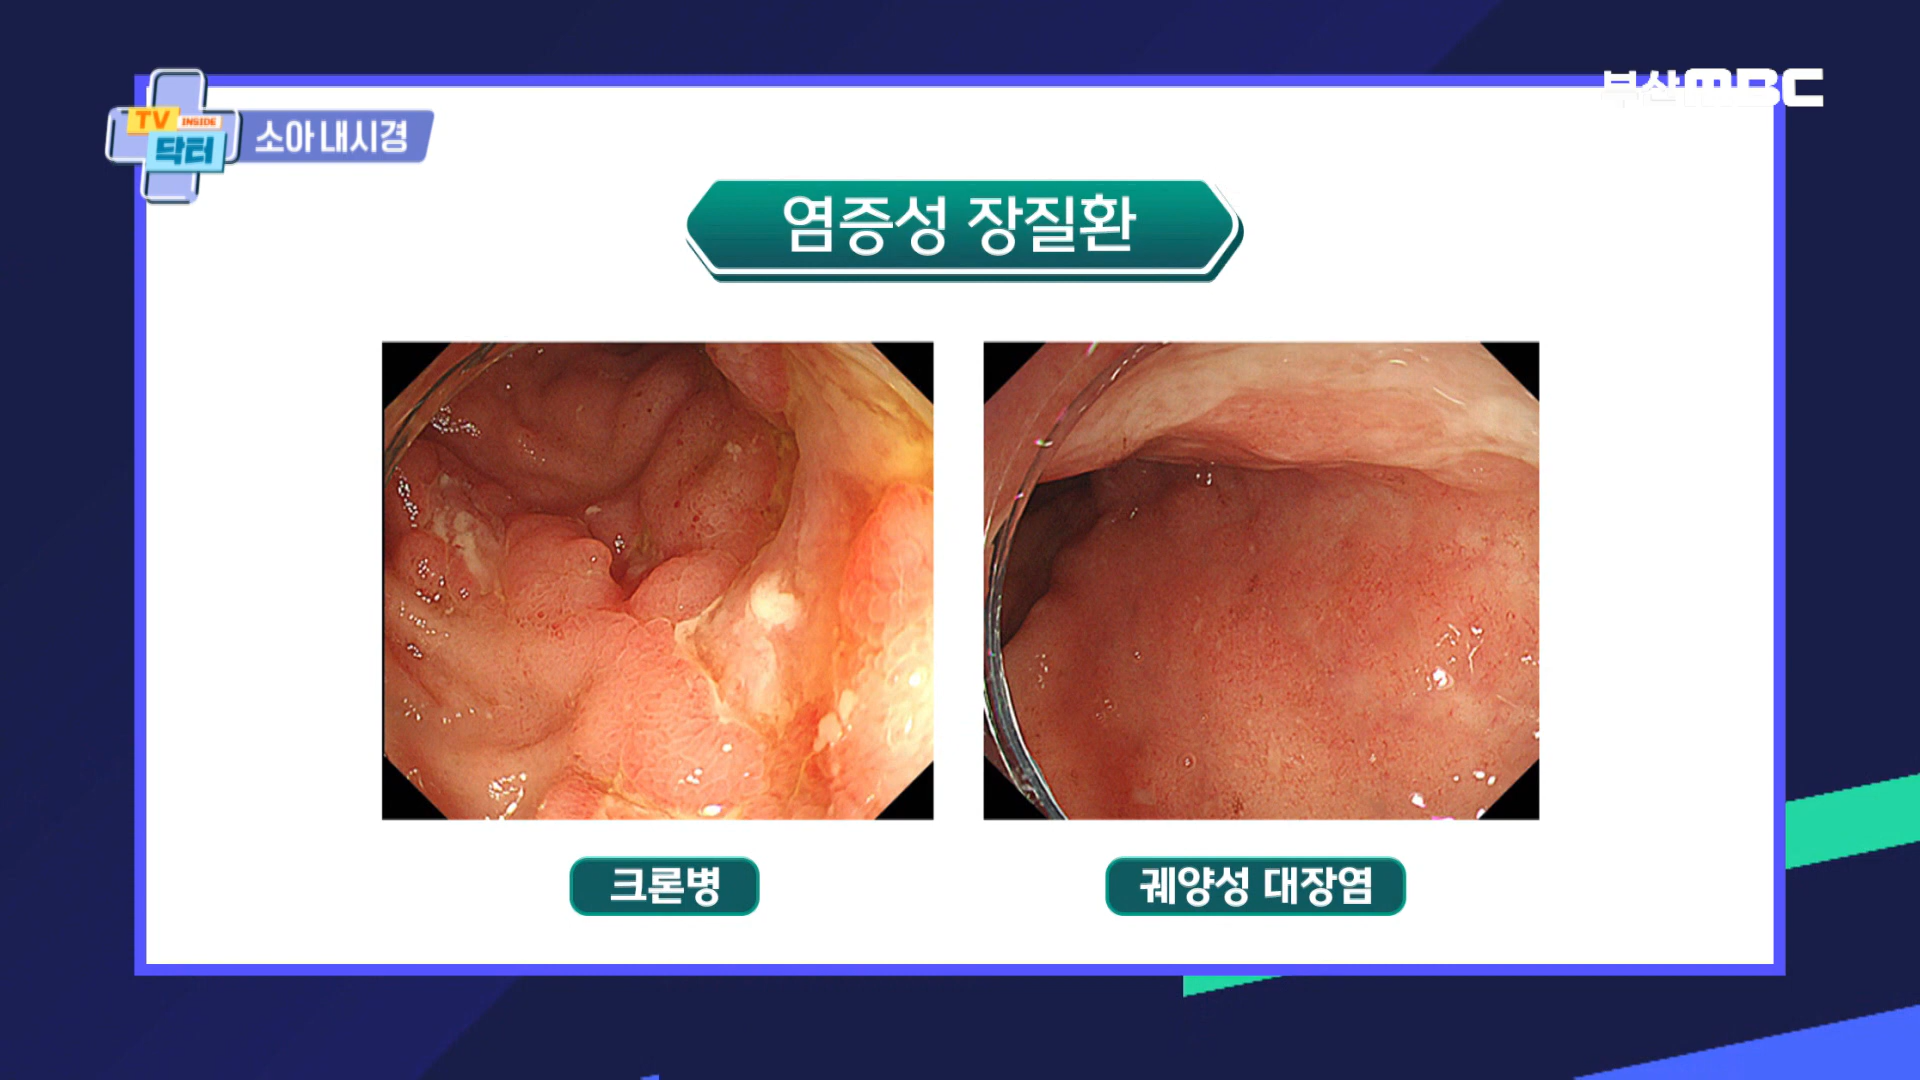 TV INSIDE
닥터
소아 내시경
부산MBC
염증성 장질환
크론병
궤양성 대장염